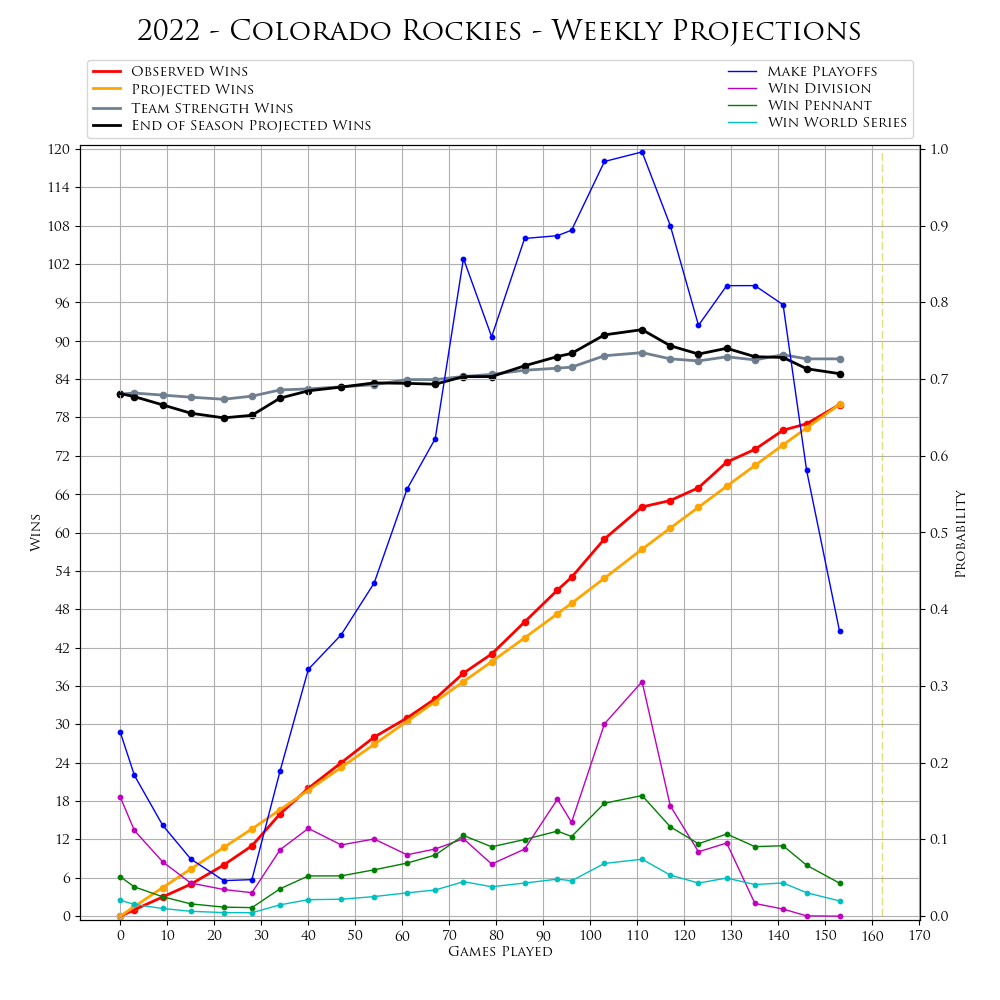 2022 - Colorado Rockies - Weekly Projections
Observed Wins
Projected Wins
Team Strength Wins
End of Season Projected Wins
Make Playoffs
Win Division
Win Pennant
Win World Series
120
114
108
102
96
90
84
78
72
66
60
54
48
42
36
30
24
18
12
6
0
Wins
1.0
0.9
0.8
0.7
0.6
0.5
0.4
0.3
0.2
0.1
0.0
Probability
0 10 20 30 40 50 60 70 80 90 100 110 120 130 140 150 160 170
Games Played